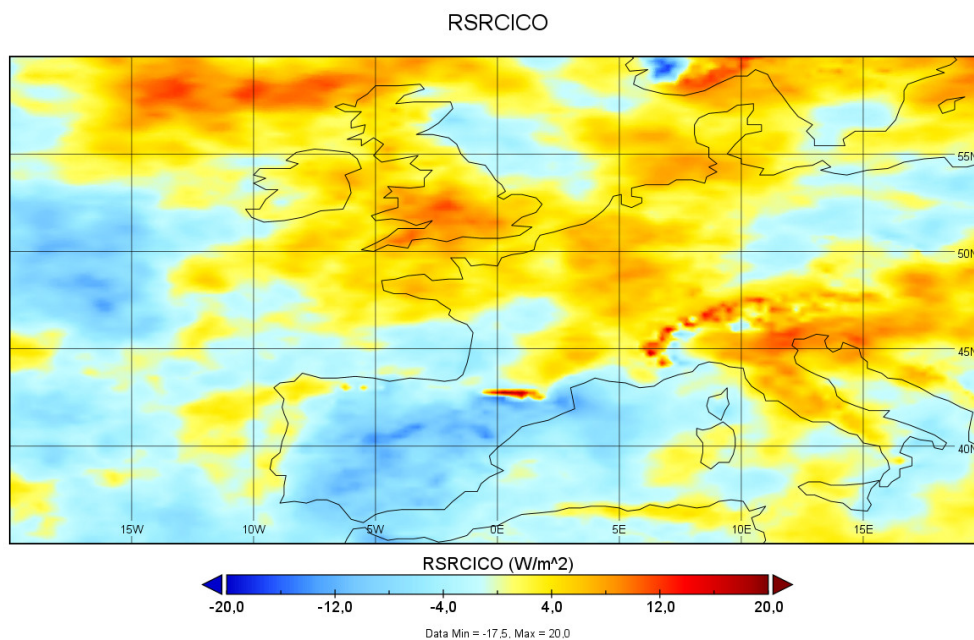 RSRCICO
55N
50N
45N
40N
15W 10W 5W 0E 5E 10E 15E
RSRCICO (W/m^2)
-20,0 -12,0 -4,0 4,0 12,0 20,0
Data Min = -17,5, Max = 20,0